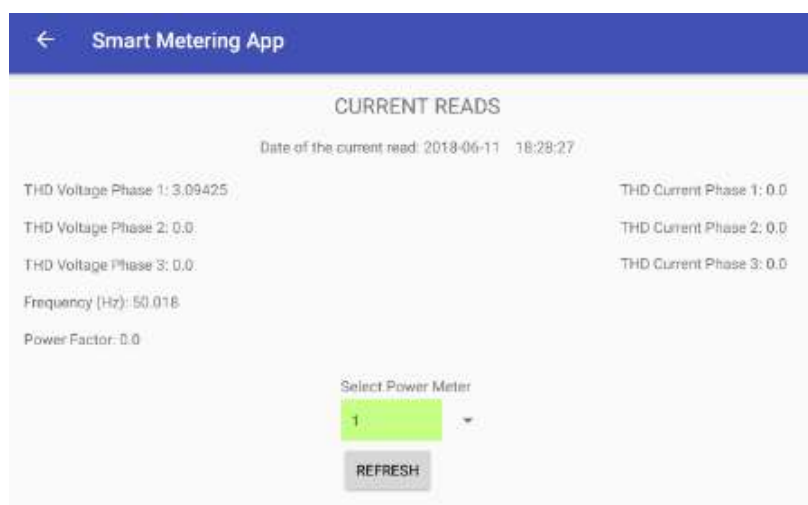 Smart Metering App
CURRENT READS
Date of the current read: 2018-06-11 18:28:27
THD Voltage Phase 1: 3.09425
THD Current Phase 1: 0.0
THD Voltage Phase 2: 0.0
THD Current Phase 2: 0.0
THD Voltage Phase 3: 0.0
THD Current Phase 3: 0.0
Frequency (Hz): 50.018
Power Factor: 0.0
Select Power Meter
1
REFRESH